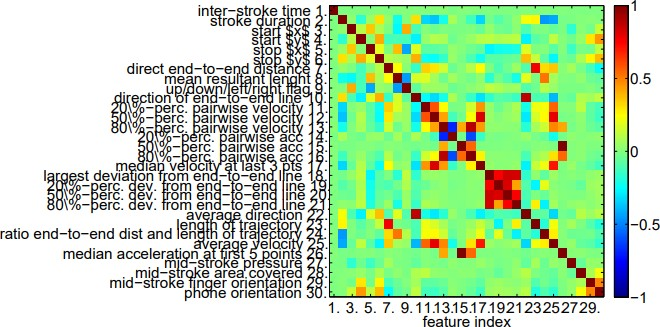 inter-stroke time 1.
stroke duration 2.
start $x$ 3.
start $y$ 4.
stop $x$ 5.
stop $y$ 6.
direct end-to-end distance 7.
mean resultant lenght 8.
up/down/left/right flag 9.
direction of end-to-end line 10.
20\%-perc. pairwise velocity 11.
50\%-perc. pairwise velocity 12.
80\%-perc. pairwise velocity 13.
20\%-perc. pairwise acc 14.
50\%-perc. pairwise acc 15.
80\%-perc. pairwise acc 16.
median velocity at last 3 pts 17.
largest deviation from end-to-end line 18.
20\%-perc. dev. from end-to-end line 19.
50\%-perc. dev. from end-to-end line 20.
80\%-perc. dev. from end-to-end line 21.
average direction 22.
length of trajectory 23.
ratio end-to-end dist and length of trajectory 24.
average velocity 25.
median acceleration at first 5 points 26.
mid-stroke pressure 27.
mid-stroke area covered 28.
mid-stroke finger orientation 29.
phone orientation 30.
1. 3. 5. 7. 9. 11.13.15.17.19.21.23.25.27.29.
feature index
1
0.5
0
−0.5
−1